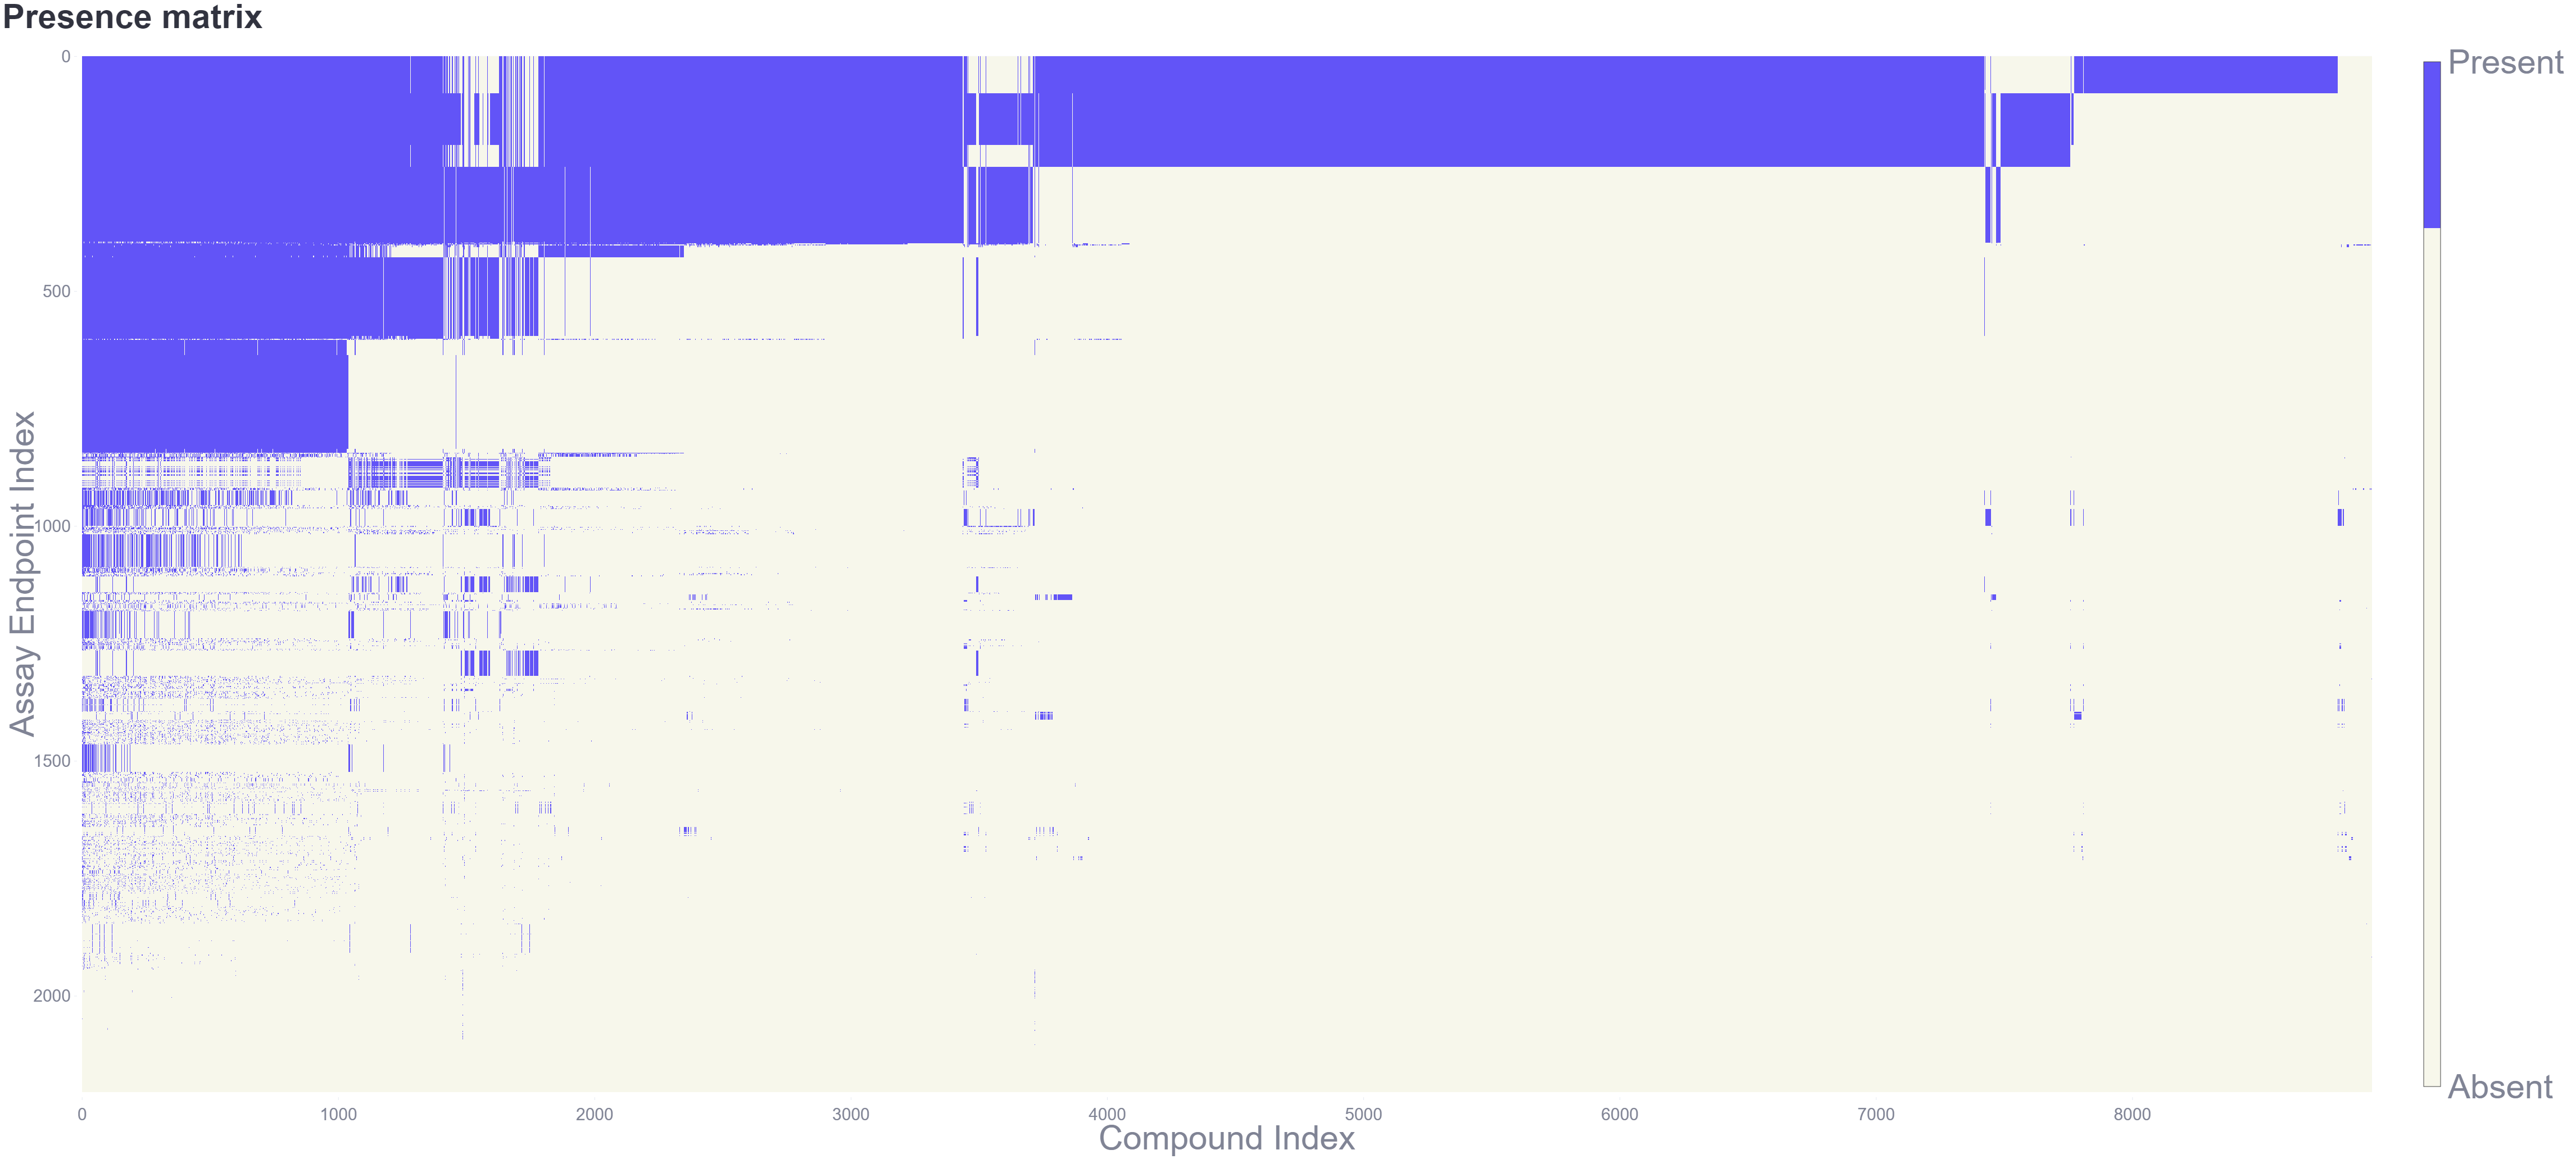 Presence matrix
Present
Absent
Assay Endpoint Index
0
500
1000
1500
2000
0
1000
2000
3000
4000
5000
6000
7000
8000
Compound Index